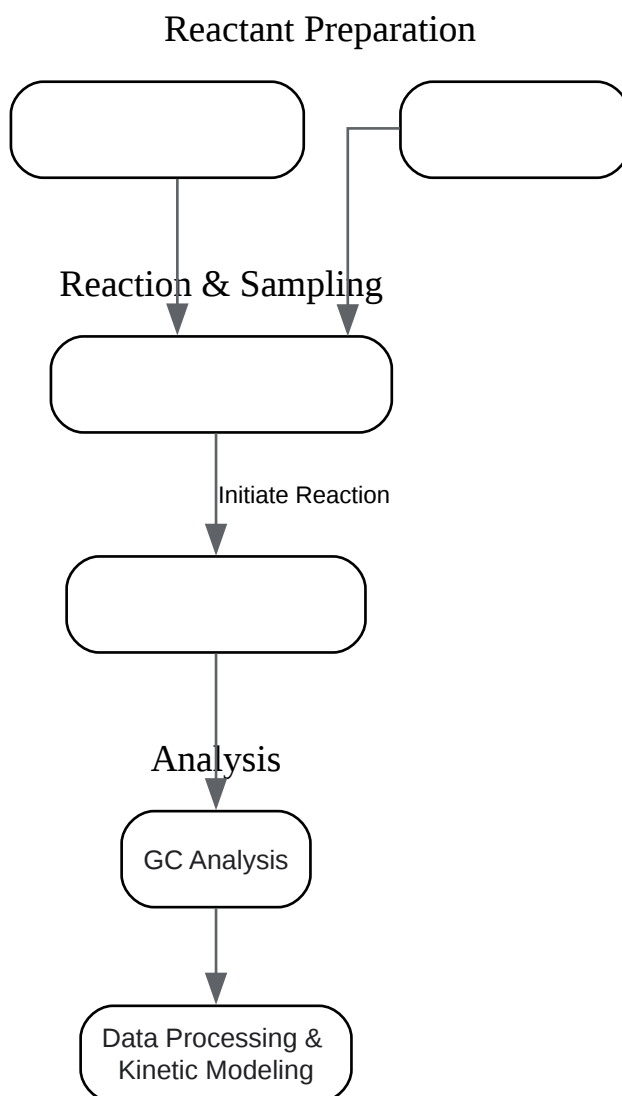 Reactant Preparation
Reaction & Sampling
Initiate Reaction
Analysis
GC Analysis
Data Processing &
Kinetic Modeling